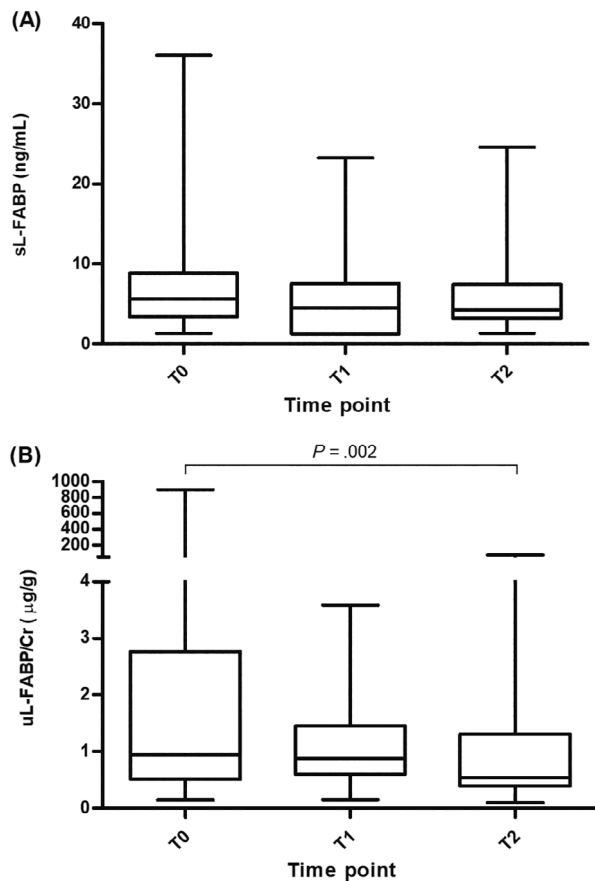 (A)
40
30
20
10
0
sL-FABP (ng/mL)
T0 T1 T2
Time point
(B)
P = .002
1000
800
600
400
200
4
3
2
1
0
uL-FABP/Cr (µg/g)
T0 T1 T2
Time point